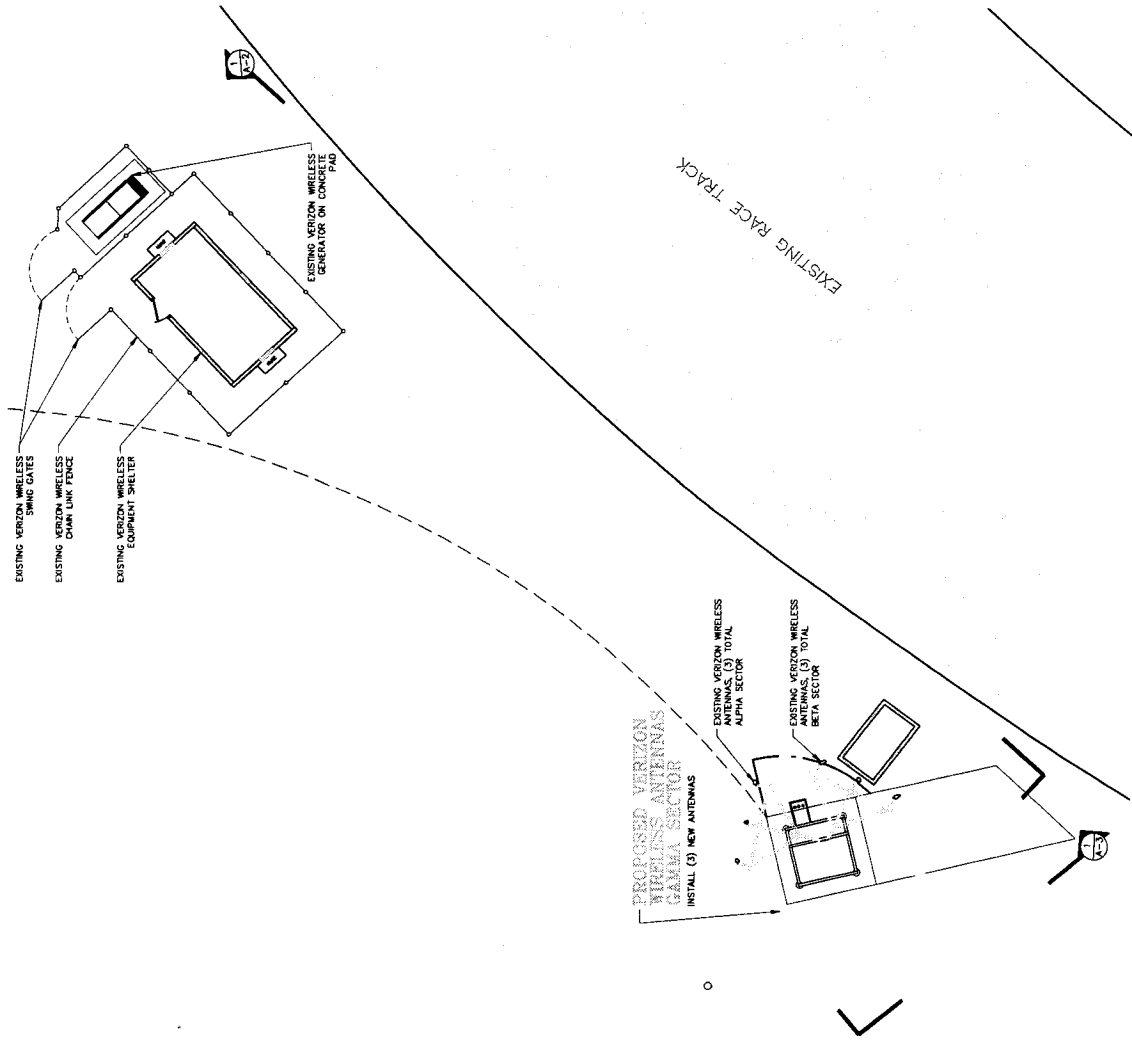 EXISTING VERIZON WIRELESS
SWING GATES
EXISTING VERIZON WIRELESS
CHAIN LINK FENCE
EXISTING VERIZON WIRELESS
EQUIPMENT SHELTER
EXISTING VERIZON WIRELESS
GENERATOR ON CONCRETE
PAD
1
A-2
EXISTING RACE TRACK
PROPOSED VERIZON
WIRELESS ANTENNAS
GAMMA SECTOR
INSTALL (3) NEW ANTENNAS
EXISTING VERIZON WIRELESS
ANTENNAS, (3) TOTAL
ALPHA SECTOR
EXISTING VERIZON WIRELESS
ANTENNAS, (3) TOTAL
BETA SECTOR
1
A-3